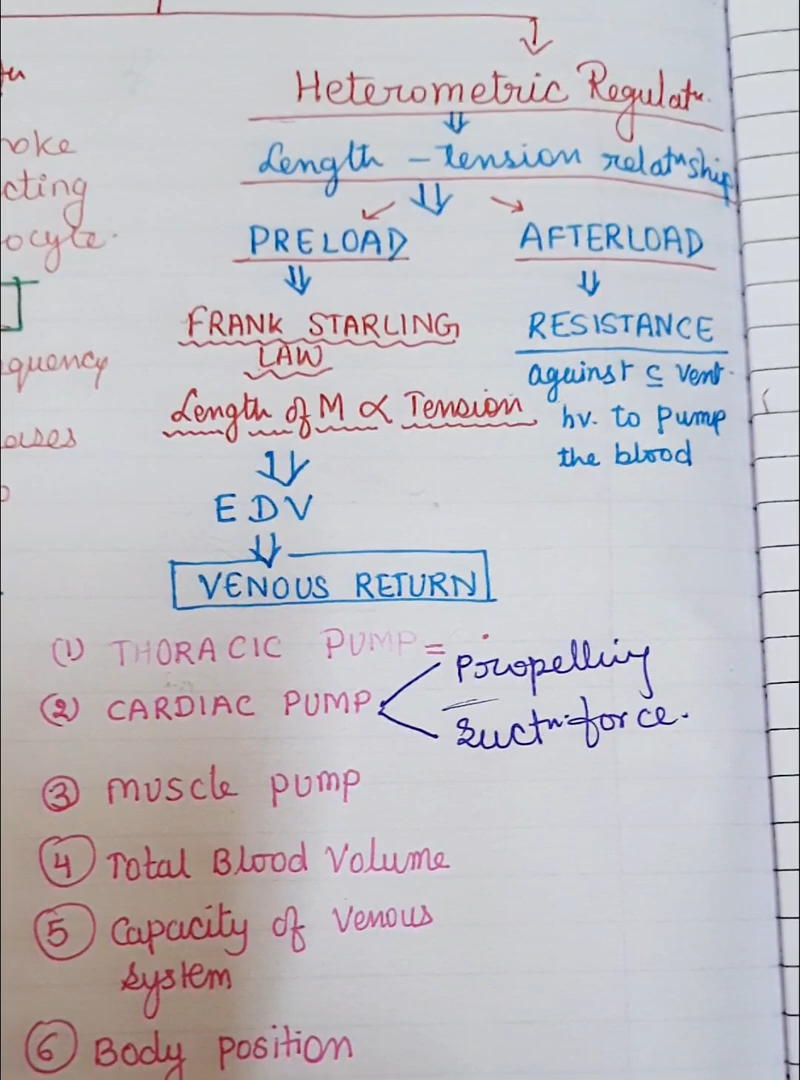 Heterometric Regulatn.
Length - tension relatnship
PRELOAD
AFTERLOAD
FRANK STARLING
LAW
RESISTANCE
against c vent.
hv. to pump
the blood
Length of M ∝ Tension
EDV
VENOUS RETURN
(1) THORACIC PUMP =
(2) CARDIAC PUMP
Propelling
Suctn. force.
(3) muscle pump
(4) Total Blood Volume
(5) Capacity of Venous
system
(6) Body position
oke
cting
ocyte.
quency